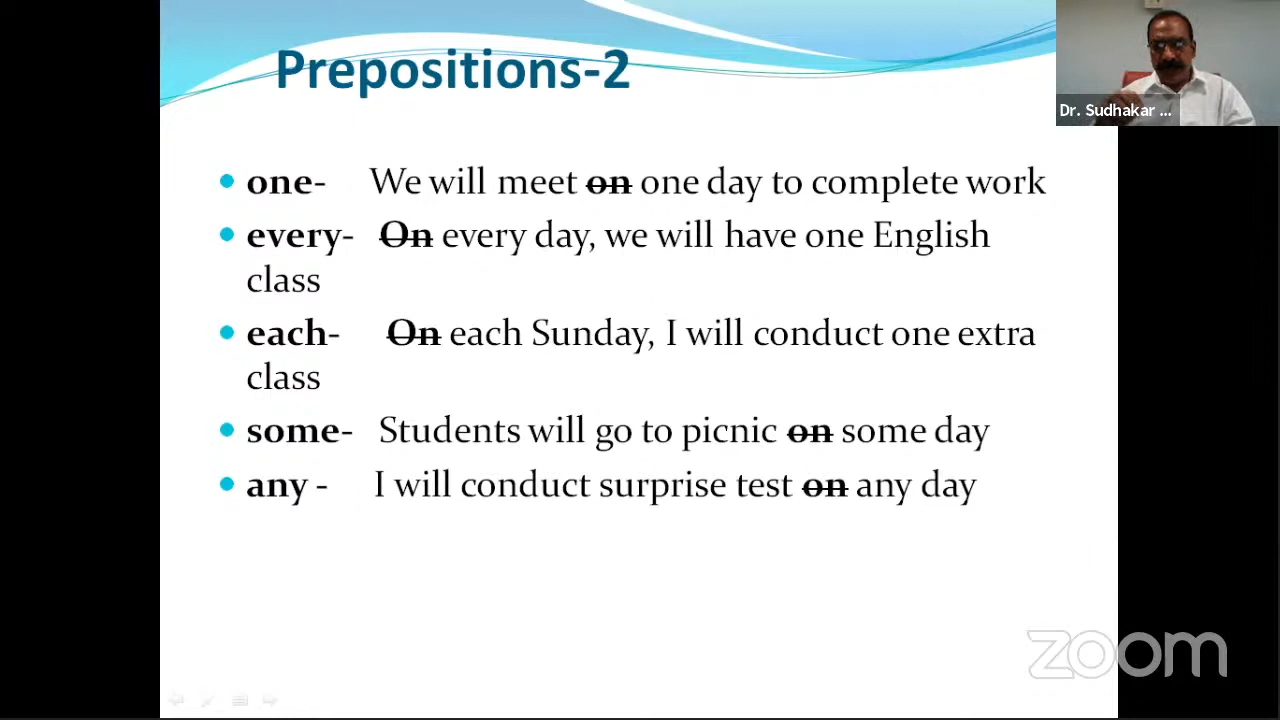 Prepositions-2
Dr. Sudhakar ...
one- We will meet on one day to complete work
every- On every day, we will have one English
class
each- On each Sunday, I will conduct one extra
class
some- Students will go to picnic on some day
any - I will conduct surprise test on any day
zoom